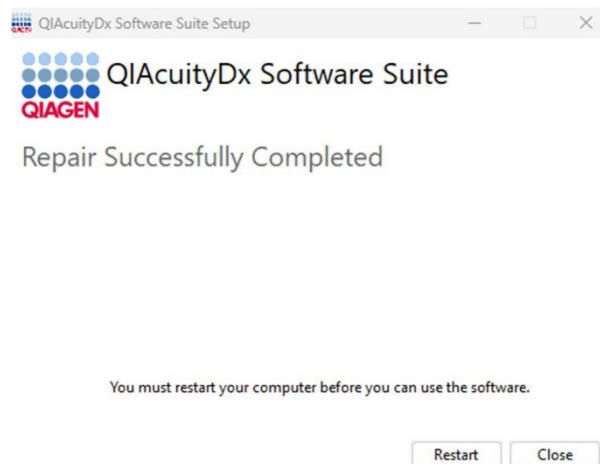 QIAcuityDx Software Suite Setup
QIAcuityDx Software Suite
QIAGEN
Repair Successfully Completed
You must restart your computer before you can use the software.
Restart Close